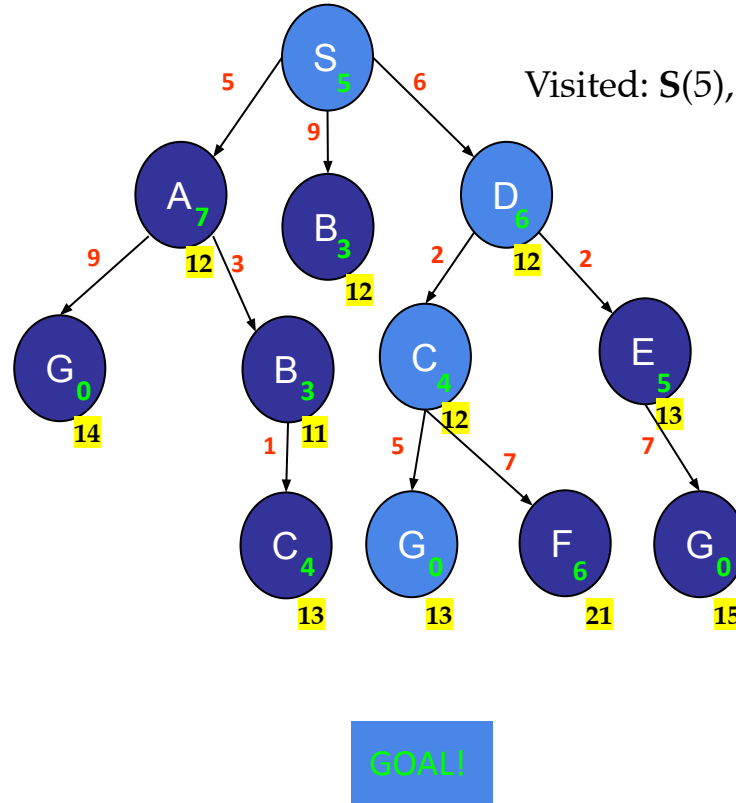 S 5
Visited: S(5),
5 9 6
A 7 12
B 3 12
D 6 12
9 3 2 2
G 0 14
B 3 11
C 4 12
E 5 13
1 5 7 7
C 4 13
G 0 13
F 6 21
G 0 15
GOAL!